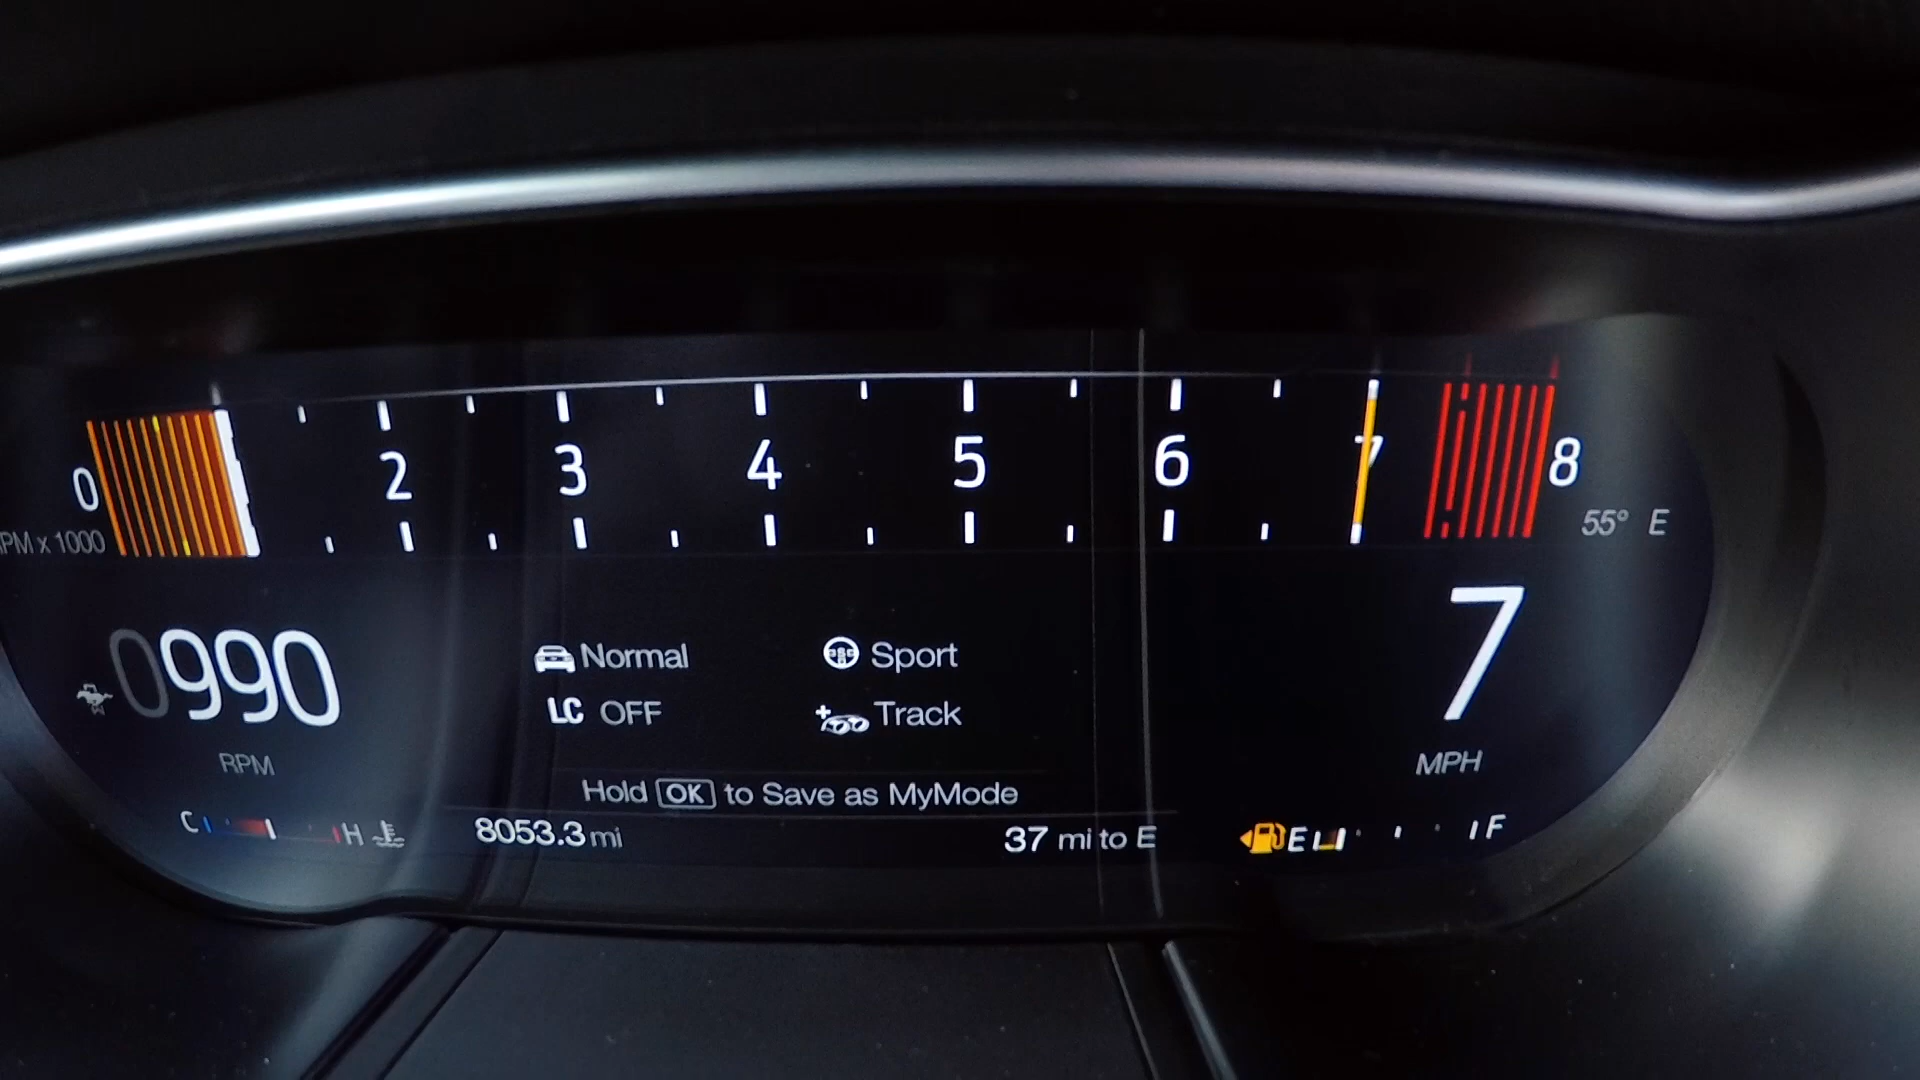 0 2 3 4 5 6 7 8
PM x 1000
55° E
0990
7
RPM
MPH
Normal Sport
LC OFF Track
Hold OK to Save as MyMode
C H
8053.3 mi
37 mi to E
E F